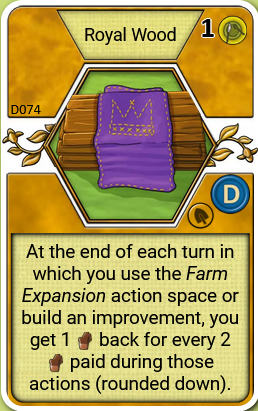 Royal Wood
1
D074
D
At the end of each turn in
which you use the Farm
Expansion action space or
build an improvement, you
get 1 back for every 2
paid during those
actions (rounded down).